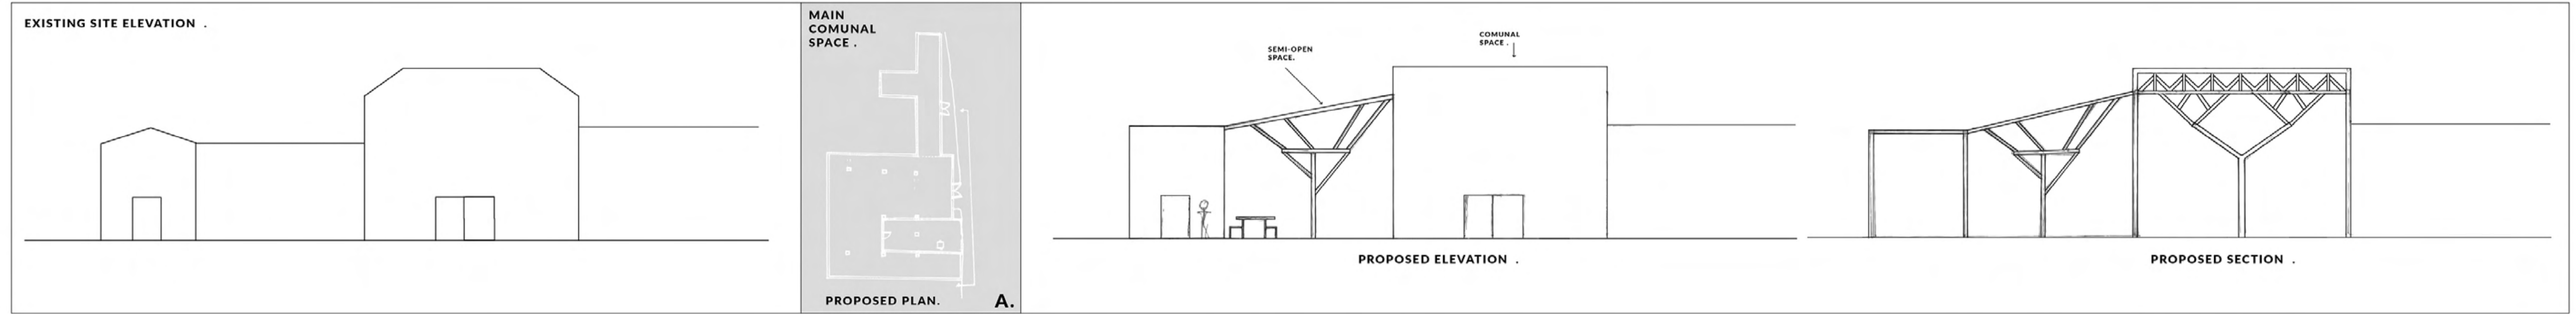 EXISTING SITE ELEVATION .
MAIN
COMUNAL
SPACE .
PROPOSED PLAN.
A.
SEMI-OPEN
SPACE.
COMUNAL
SPACE .
PROPOSED ELEVATION .
PROPOSED SECTION .